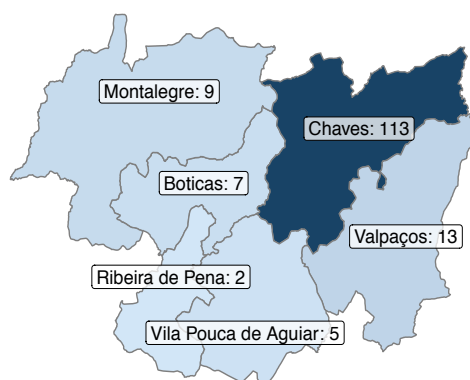 Montalegre: 9
Chaves: 113
Boticas: 7
Valpaços: 13
Ribeira de Pena: 2
Vila Pouca de Aguiar: 5